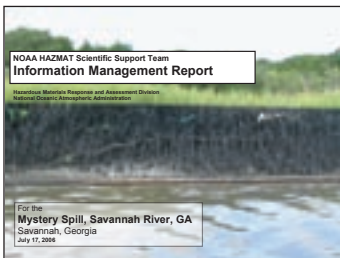 NOAA HAZMAT Scientific Support Team
Information Management Report
Hazardous Materials Response and Assessment Division
National Oceanic Atmospheric Administration
For the
Mystery Spill, Savannah River, GA
Savannah, Georgia
July 17, 2006